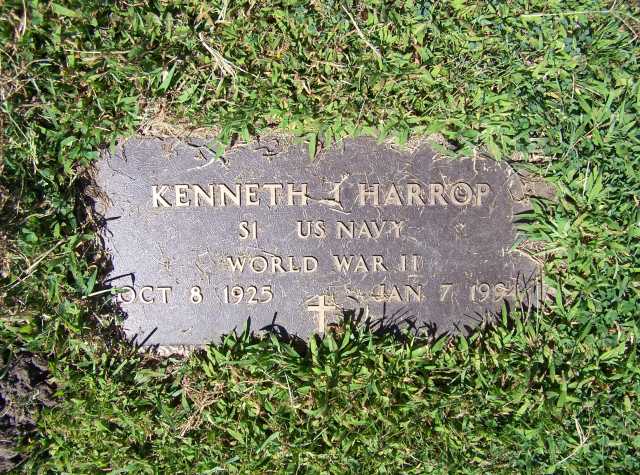 KENNETH J HARROP
S1 US NAVY
WORLD WAR II
OCT 8 1925 JAN 7